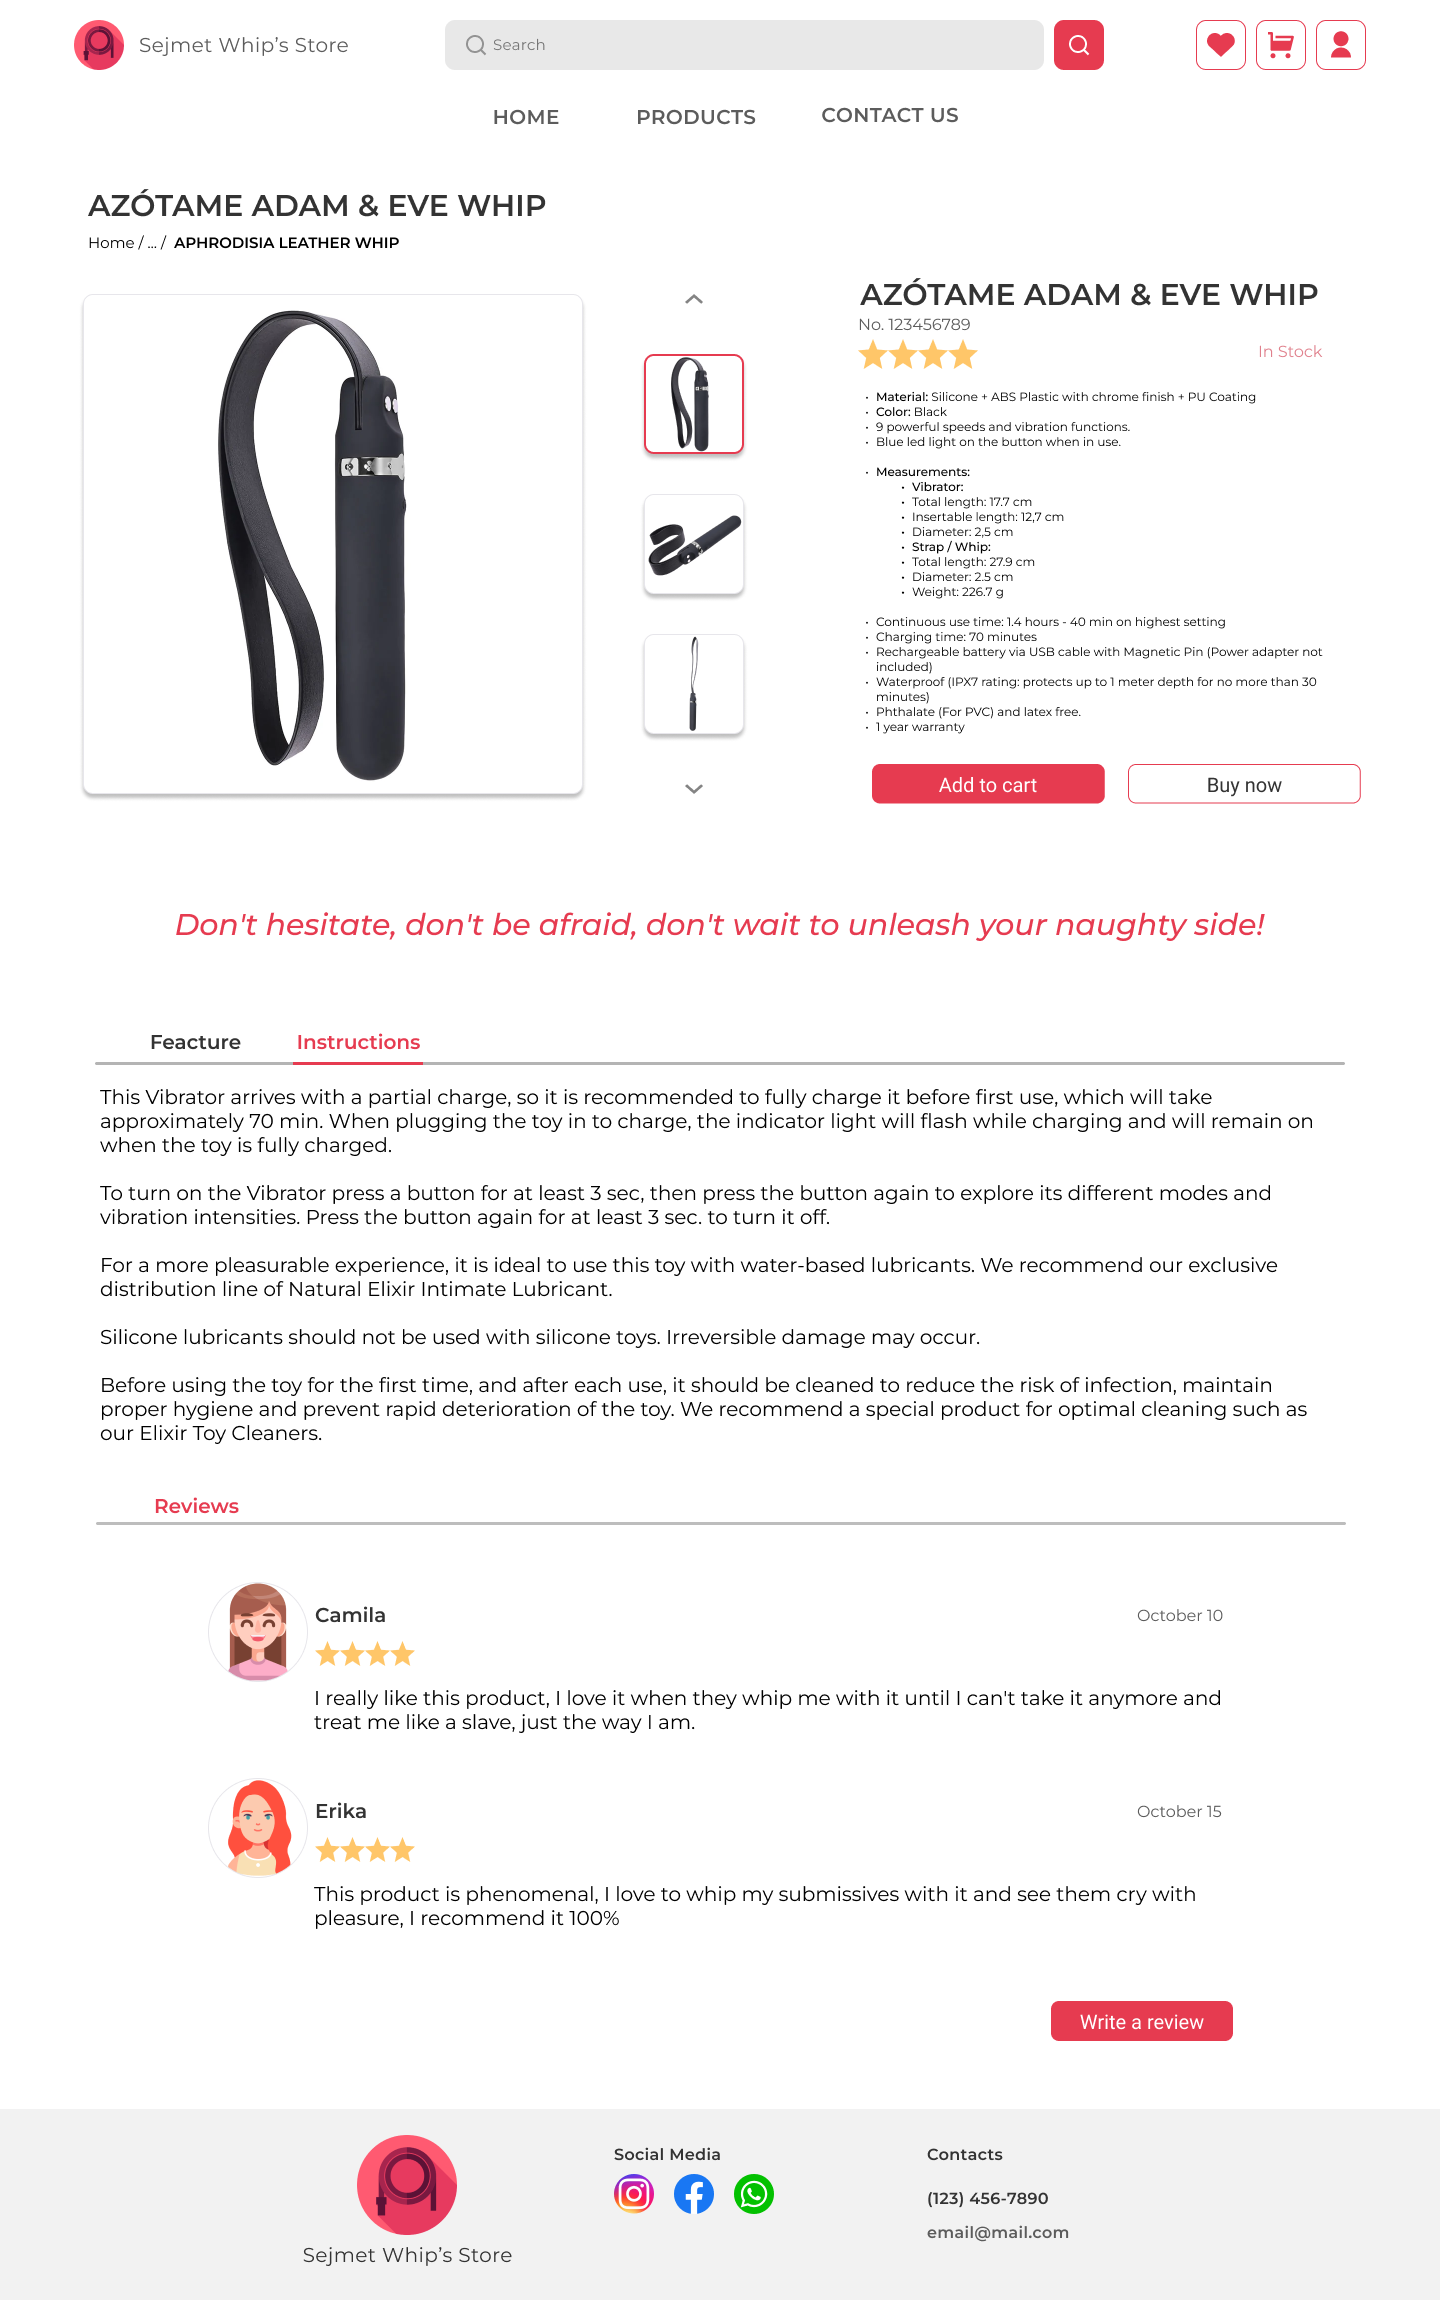 Sejmet Whip’s Store
Search
HOME
PRODUCTS
CONTACT US
AZÓTAME ADAM & EVE WHIP
Home / ... / APHRODISIA LEATHER WHIP
AZÓTAME ADAM & EVE WHIP
No. 123456789
In Stock
• Material: Silicone + ABS Plastic with chrome finish + PU Coating
• Color: Black
• 9 powerful speeds and vibration functions.
• Blue led light on the button when in use.
• Measurements:
• Vibrator:
• Total length: 17.7 cm
• Insertable length: 12,7 cm
• Diameter: 2,5 cm
• Strap / Whip:
• Total length: 27.9 cm
• Diameter: 2.5 cm
• Weight: 226.7 g
• Continuous use time: 1.4 hours - 40 min on highest setting
• Charging time: 70 minutes
• Rechargeable battery via USB cable with Magnetic Pin (Power adapter not
included)
• Waterproof (IPX7 rating: protects up to 1 meter depth for no more than 30
minutes)
• Phthalate (For PVC) and latex free.
• 1 year warranty
Add to cart
Buy now
Don't hesitate, don't be afraid, don't wait to unleash your naughty side!
Feacture
Instructions
This Vibrator arrives with a partial charge, so it is recommended to fully charge it before first use, which will take
approximately 70 min. When plugging the toy in to charge, the indicator light will flash while charging and will remain on
when the toy is fully charged.
To turn on the Vibrator press a button for at least 3 sec, then press the button again to explore its different modes and
vibration intensities. Press the button again for at least 3 sec. to turn it off.
For a more pleasurable experience, it is ideal to use this toy with water-based lubricants. We recommend our exclusive
distribution line of Natural Elixir Intimate Lubricant.
Silicone lubricants should not be used with silicone toys. Irreversible damage may occur.
Before using the toy for the first time, and after each use, it should be cleaned to reduce the risk of infection, maintain
proper hygiene and prevent rapid deterioration of the toy. We recommend a special product for optimal cleaning such as
our Elixir Toy Cleaners.
Reviews
Camila
October 10
I really like this product, I love it when they whip me with it until I can't take it anymore and
treat me like a slave, just the way I am.
Erika
October 15
This product is phenomenal, I love to whip my submissives with it and see them cry with
pleasure, I recommend it 100%
Write a review
Sejmet Whip’s Store
Social Media
Contacts
(123) 456-7890
email@mail.com